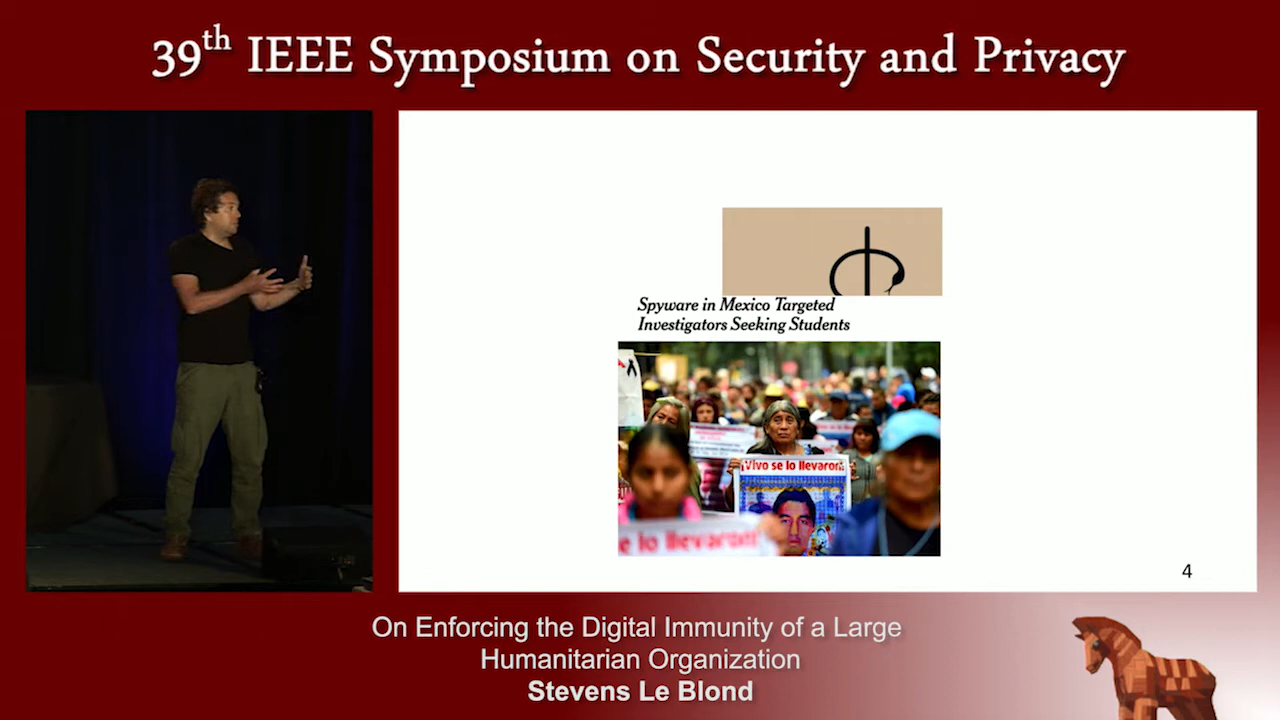 39th IEEE Symposium on Security and Privacy
Spyware in Mexico Targeted
Investigators Seeking Students
¡Vivo se lo llevaron!
e lo llevaron!
4
On Enforcing the Digital Immunity of a Large
Humanitarian Organization
Stevens Le Blond